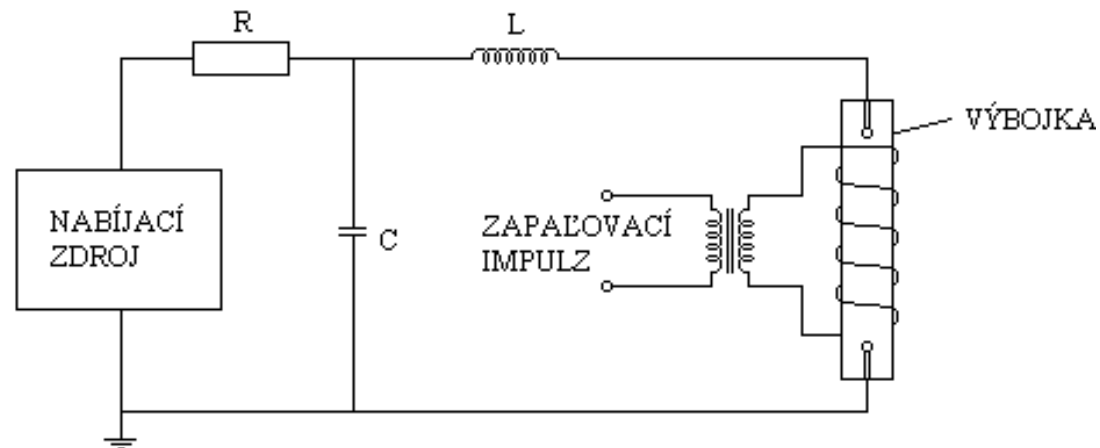 R
L
VÝBOJKA
NABÍJACÍ
ZDROJ
C
ZAPAĽOVACÍ
IMPULZ